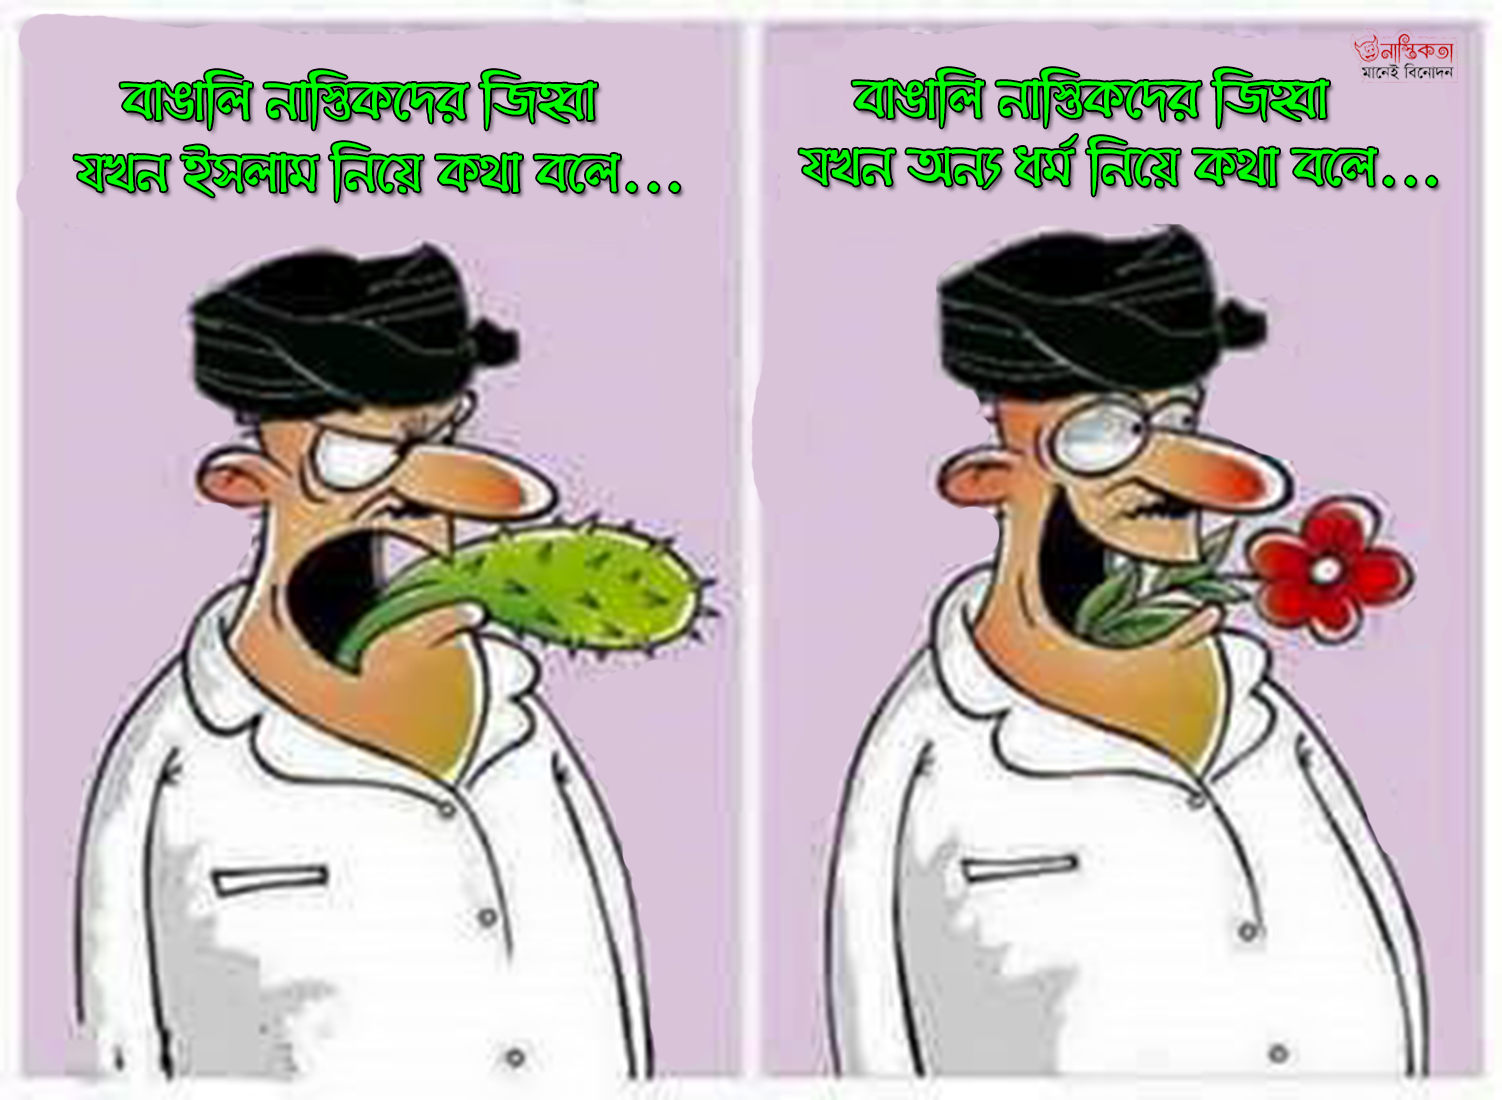 বাঙালি নাস্তিকদের জিহ্বা
যখন ইসলাম নিয়ে কথা বলে...
বাঙালি নাস্তিকদের জিহ্বা
যখন অন্য ধর্ম নিয়ে কথা বলে...
নাস্তিকতা
মানেই বিনোদন